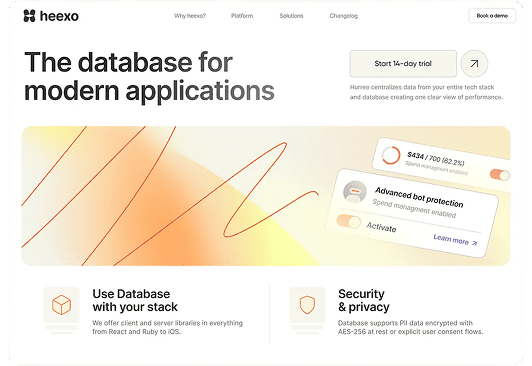 heexo
Why heexo?
Platform
Solutions
Changelog
Book a demo
The database for
modern applications
Start 14-day trial
Hurree centralizes data from your entire tech stack
and database creating one clear view of performance.
$434 / 700 (62.2%)
Spend managment enabled
Advanced bot protection
Spend managment enabled
Activate
Learn more
Use Database
with your stack
We offer client and server libraries in everything
from React and Ruby to iOS.
Security
& privacy
Database supports PII data encrypted with
AES-256 at rest or explicit user consent flows.